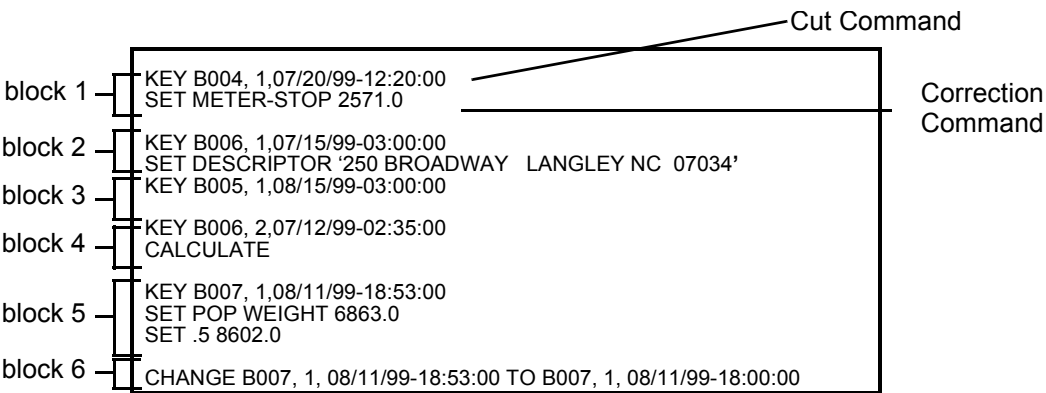 Cut Command
block 1
KEY B004, 1,07/20/99-12:20:00
SET METER-STOP 2571.0
Correction
Command
block 2
KEY B006, 1,07/15/99-03:00:00
SET DESCRIPTOR ‘250 BROADWAY LANGLEY NC 07034’
block 3
KEY B005, 1,08/15/99-03:00:00
block 4
KEY B006, 2,07/12/99-02:35:00
CALCULATE
block 5
KEY B007, 1,08/11/99-18:53:00
SET POP WEIGHT 6863.0
SET .5 8602.0
block 6
CHANGE B007, 1, 08/11/99-18:53:00 TO B007, 1, 08/11/99-18:00:00